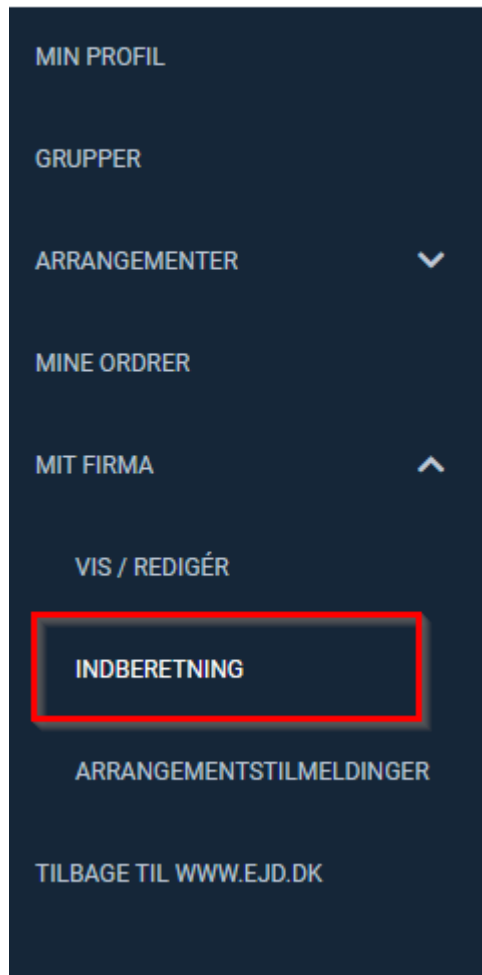 MIN PROFIL
GRUPPER
ARRANGEMENTER
MINE ORDRER
MIT FIRMA
VIS / REDIGÉR
INDBERETNING
ARRANGEMENTSTILMELDINGER
TILBAGE TIL WWW.EJD.DK